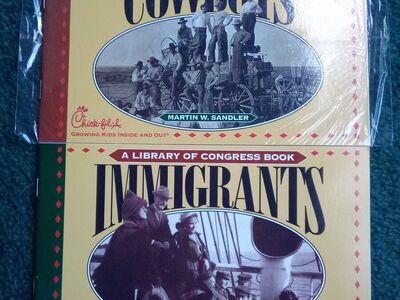 COWBOYS
MARTIN W. SANDLER
Chick-fil-A
GROWING KIDS INSIDE AND OUT®
A LIBRARY OF CONGRESS BOOK
IMMIGRANTS